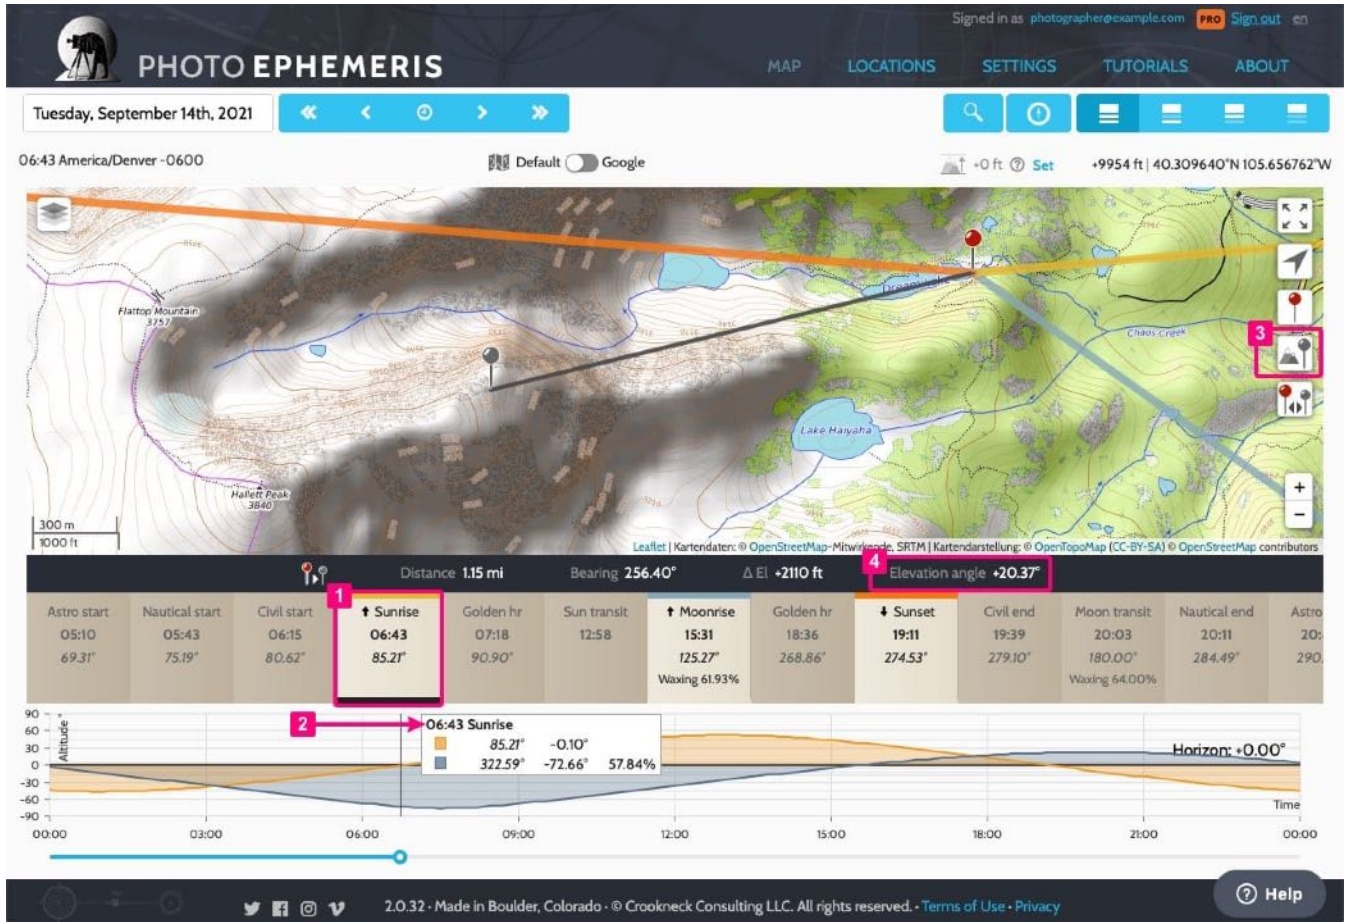 Signed in as photographer@example.com PRO Sign out en
PHOTO EPHEMERIS
MAP LOCATIONS SETTINGS TUTORIALS ABOUT
Tuesday, September 14th, 2021
06:43 America/Denver -0600
Default Google
+0 ft Set
+9954 ft | 40.309640°N 105.656762°W
Flattop Mountain
3757
Dream Lake
Chaos Creek
3
Lake Haiyaha
Hallett Peak
3840
+
−
300 m
1000 ft
Leaflet | Kartendaten: © OpenStreetMap-Mitwirkende, SRTM | Kartendarstellung: © OpenTopoMap (CC-BY-SA) © OpenStreetMap contributors
4
Distance 1.15 mi Bearing 256.40° Δ El +2110 ft Elevation angle +20.37°
1
Astro start Nautical start Civil start Sunrise Golden hr Sun transit Moonrise Golden hr Sunset Civil end Moon transit Nautical end Astro
05:10 05:43 06:15 06:43 07:18 12:58 15:31 18:36 19:11 19:39 20:03 20:11 20:
69.31° 75.19° 80.62° 85.21° 90.90° 125.27° 268.86° 274.53° 279.10° 180.00° 284.49° 290.
Waxing 61.93% Waxing 64.00%
2
06:43 Sunrise
85.21° -0.10°
322.59° -72.66° 57.84%
90
60
30
0
-30
-60
-90
Altitude °
Horizon: +0.00°
Time
00:00 03:00 06:00 09:00 12:00 15:00 18:00 21:00 00:00
2.0.32 · Made in Boulder, Colorado · © Crookneck Consulting LLC. All rights reserved. · Terms of Use · Privacy
Help